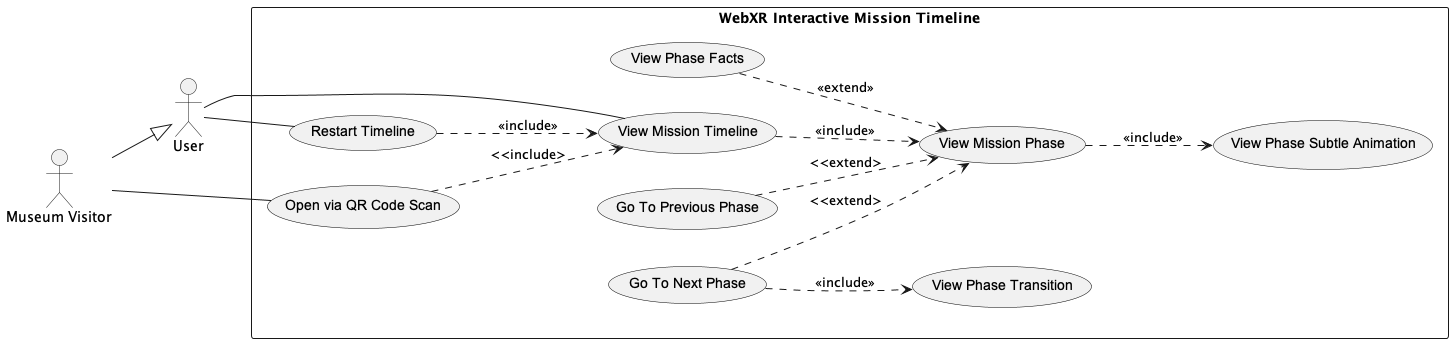 WebXR Interactive Mission Timeline
View Phase Facts
«extend»
User
Restart Timeline
«include»
View Mission Timeline
«include»
View Mission Phase
«include»
View Phase Subtle Animation
<<include>
<<extend>
Museum Visitor
Open via QR Code Scan
Go To Previous Phase
<<extend>
Go To Next Phase
«include»
View Phase Transition